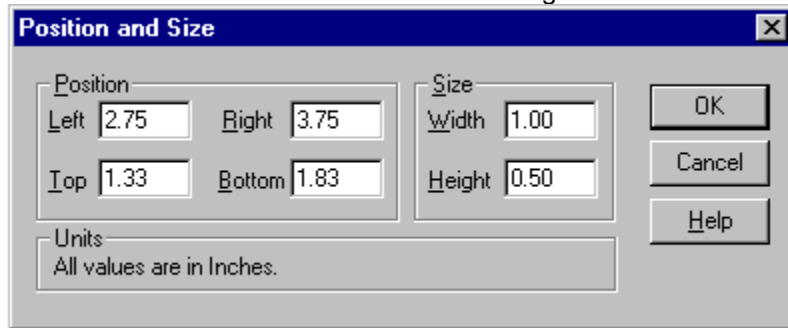 Position and Size
Position
Left 2.75 Right 3.75
Top 1.33 Bottom 1.83
Size
Width 1.00
Height 0.50
OK
Cancel
Help
Units
All values are in Inches.